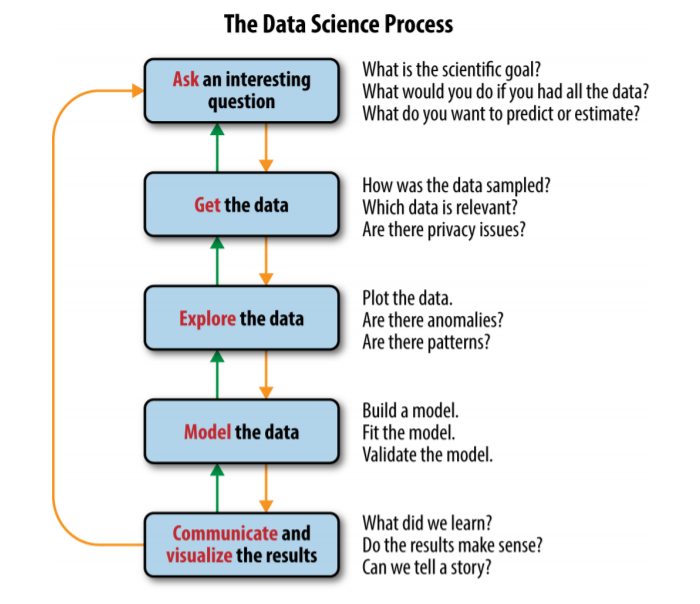 The Data Science Process
Ask an interesting
question
What is the scientific goal?
What would you do if you had all the data?
What do you want to predict or estimate?
Get the data
How was the data sampled?
Which data is relevant?
Are there privacy issues?
Explore the data
Plot the data.
Are there anomalies?
Are there patterns?
Model the data
Build a model.
Fit the model.
Validate the model.
Communicate and
visualize the results
What did we learn?
Do the results make sense?
Can we tell a story?